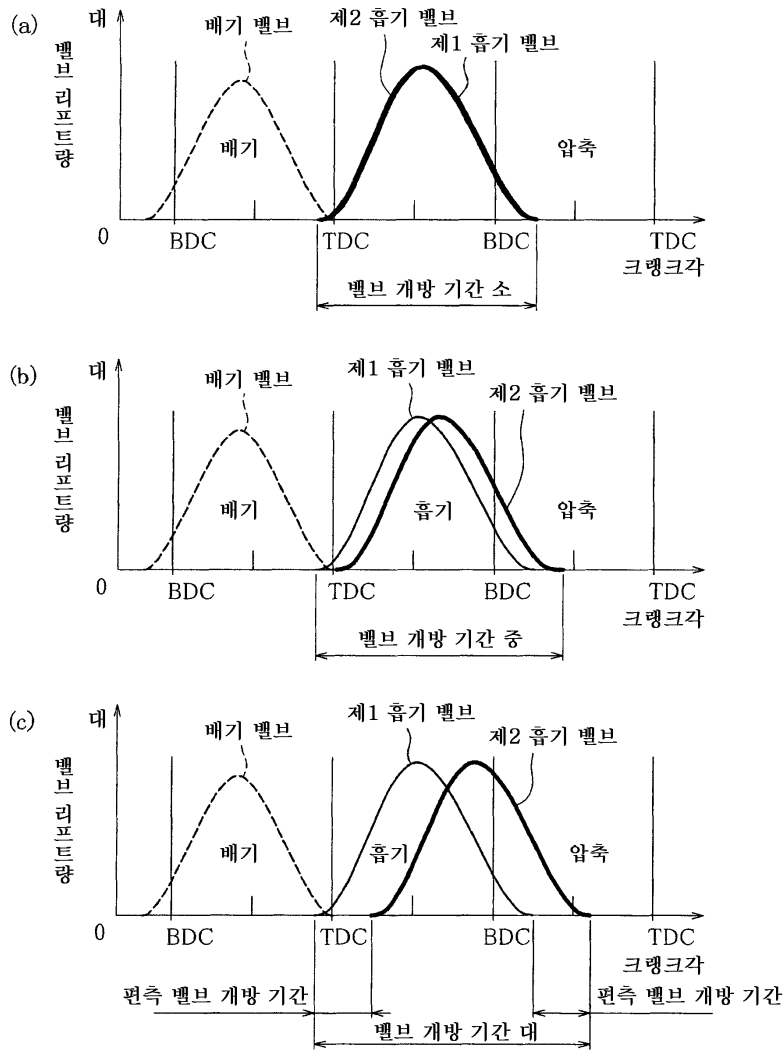 (a)
대
밸브 리프트량
배기 밸브
제2 흡기 밸브
제1 흡기 밸브
배기
압축
0
BDC
TDC
BDC
TDC
크랭크각
밸브 개방 기간 소
(b)
대
밸브 리프트량
배기 밸브
제1 흡기 밸브
제2 흡기 밸브
배기
흡기
압축
0
BDC
TDC
BDC
TDC
크랭크각
밸브 개방 기간 중
(c)
대
밸브 리프트량
배기 밸브
제1 흡기 밸브
제2 흡기 밸브
배기
흡기
압축
0
BDC
TDC
BDC
TDC
크랭크각
편측 밸브 개방 기간
편측 밸브 개방 기간
밸브 개방 기간 대